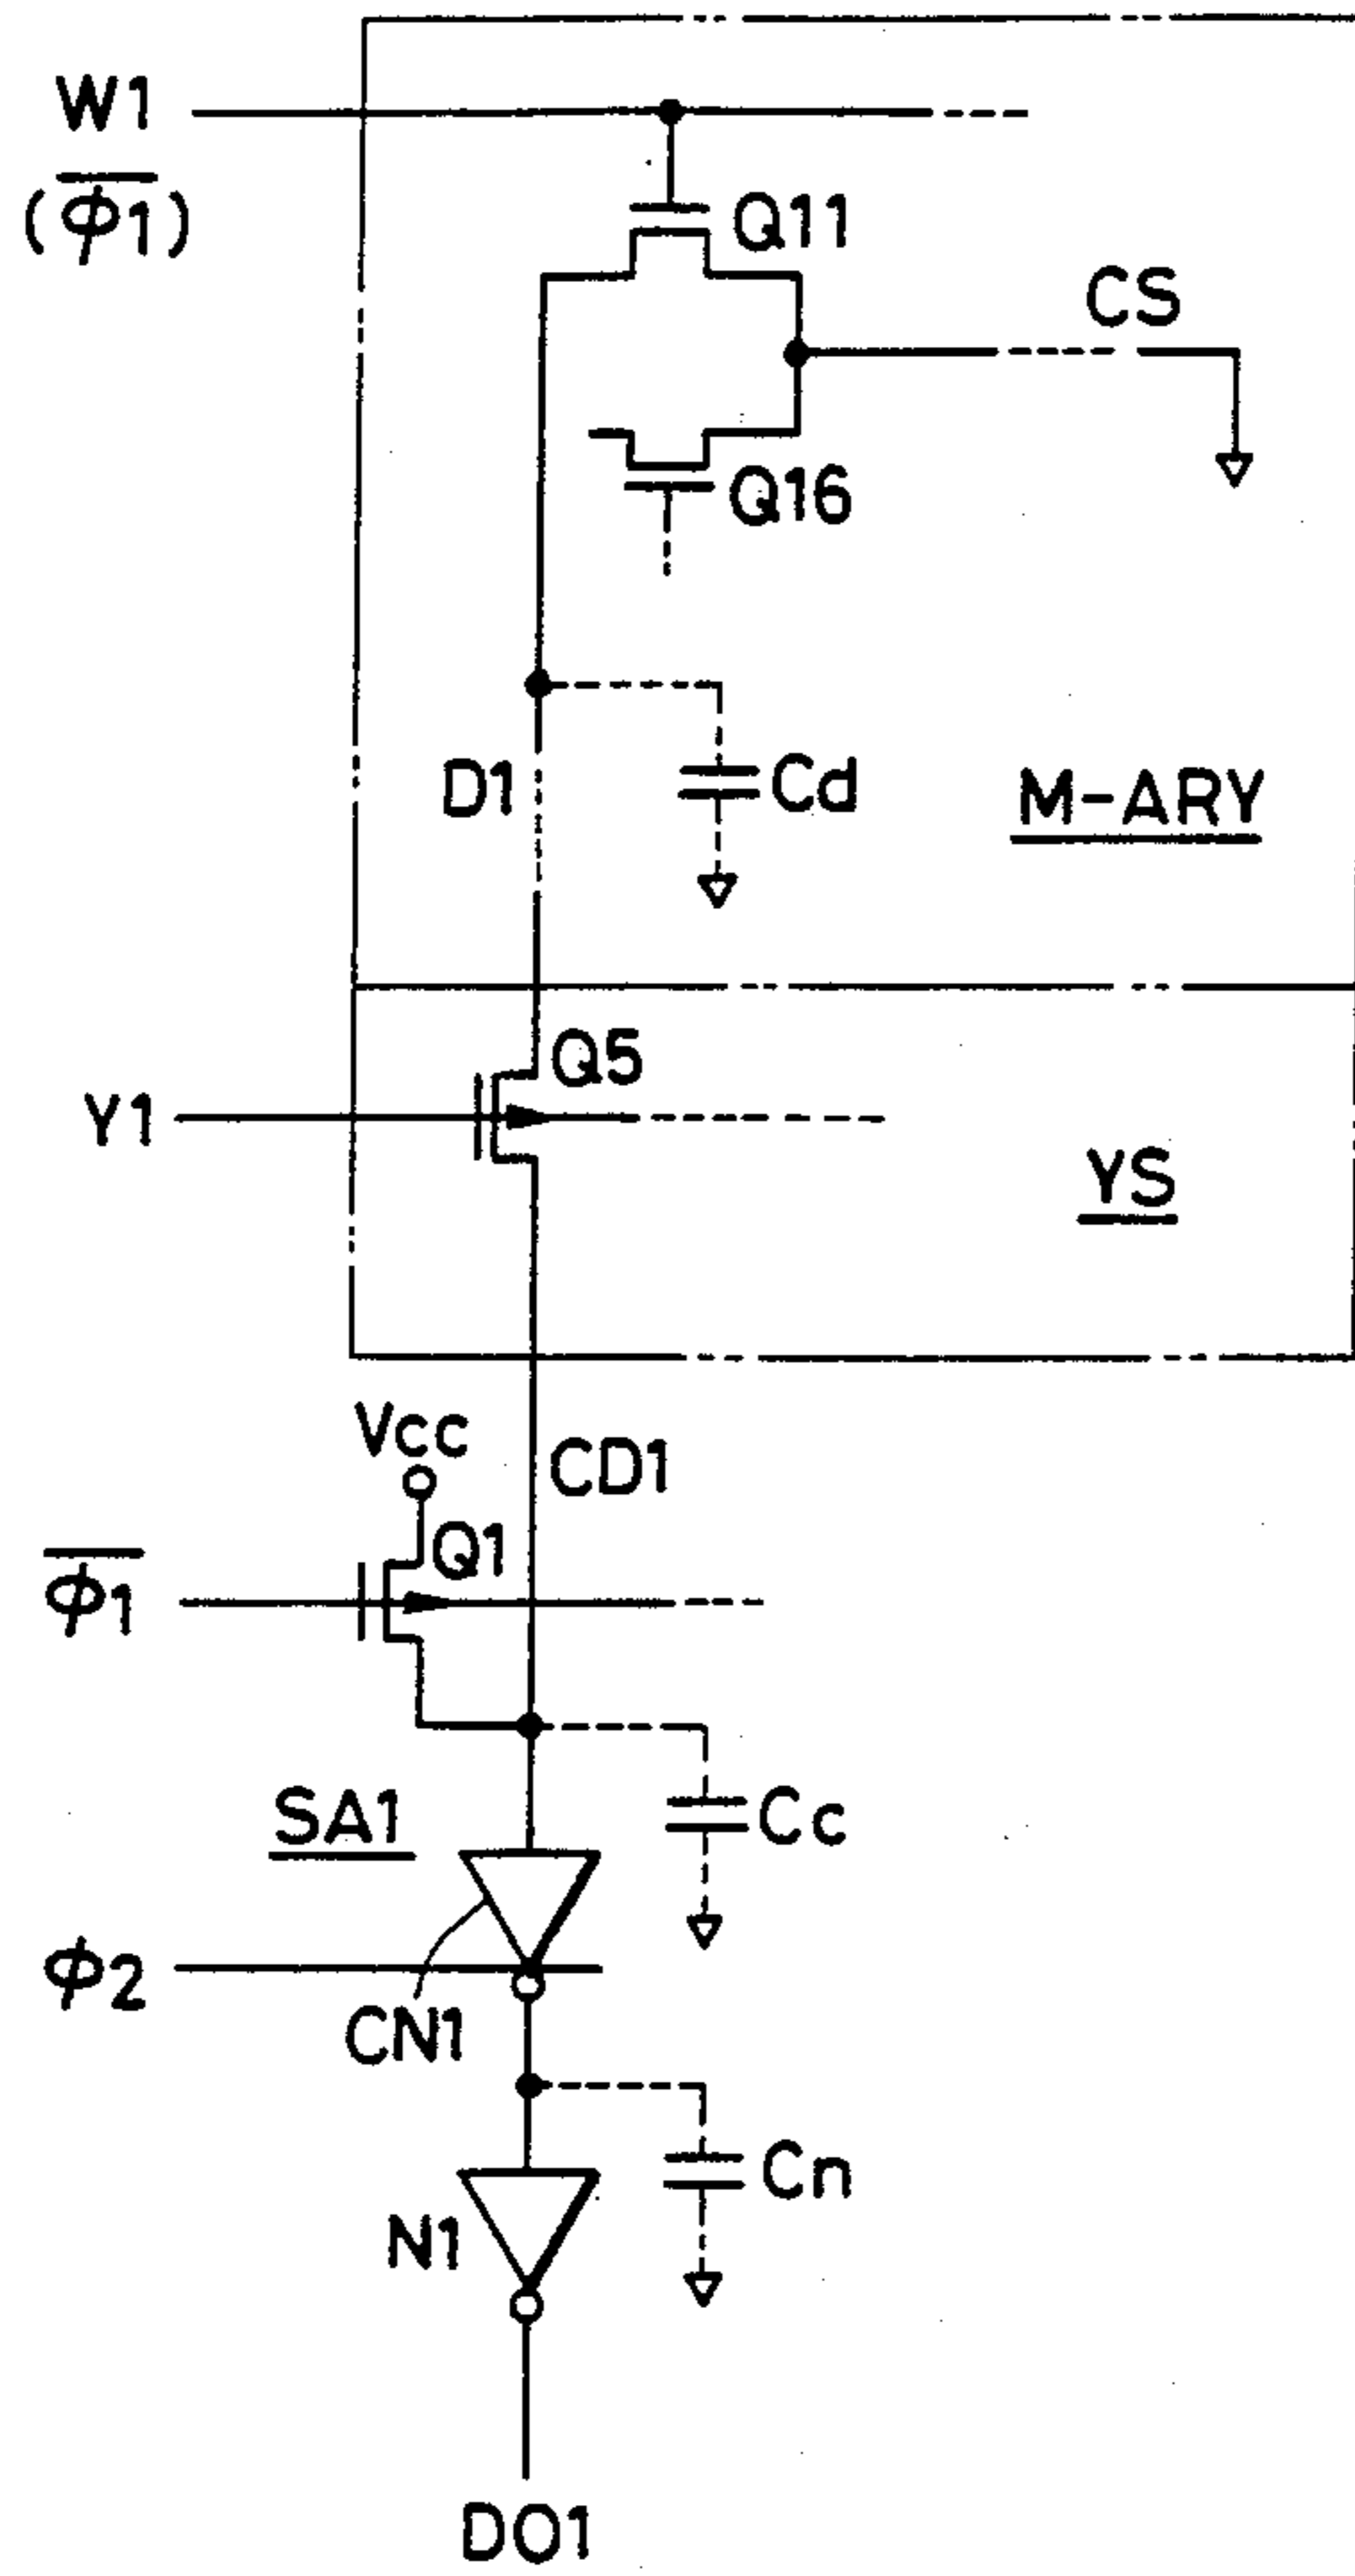 W1
(φ1̅)
Q11
CS
Q16
D1
Cd
M-ARY
Q5
Y1
YS
Vcc
CD1
Q1
φ1̅
SA1
Cc
φ2
CN1
Cn
N1
DO1